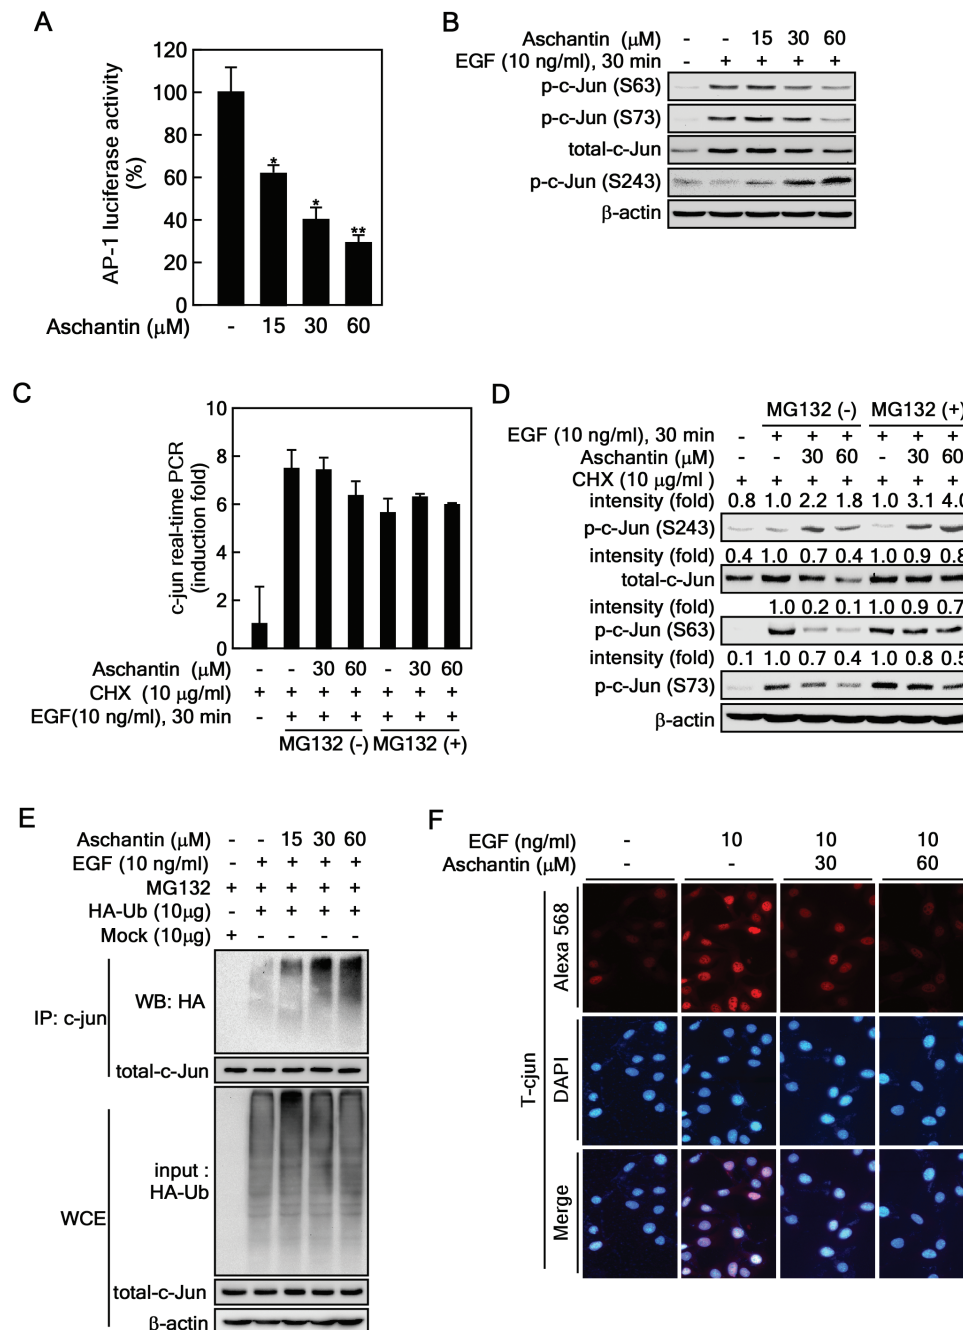 A
AP-1 luciferase activity
(%)
120
100
80
60
40
20
0
*
*
**
Aschantin (μM) - 15 30 60
B
Aschantin (μM) - - 15 30 60
EGF (10 ng/ml), 30 min - + + + +
p-c-Jun (S63)
p-c-Jun (S73)
total-c-Jun
p-c-Jun (S243)
β-actin
C
c-jun real-time PCR
(induction fold)
10
8
6
4
2
0
Aschantin (μM) - - 30 60 - 30 60
CHX (10 μg/ml) + + + + + + +
EGF(10 ng/ml), 30 min - + + + + + +
MG132 (-) MG132 (+)
D
MG132 (-) MG132 (+)
EGF (10 ng/ml), 30 min - + + + + + +
Aschantin (μM) - - 30 60 - 30 60
CHX (10 μg/ml ) + + + + + + +
intensity (fold) 0.8 1.0 2.2 1.8 1.0 3.1 4.0
p-c-Jun (S243)
intensity (fold) 0.4 1.0 0.7 0.4 1.0 0.9 0.8
total-c-Jun
intensity (fold) 1.0 0.2 0.1 1.0 0.9 0.7
p-c-Jun (S63)
intensity (fold) 0.1 1.0 0.7 0.4 1.0 0.8 0.5
p-c-Jun (S73)
β-actin
E
Aschantin (μM) - - 15 30 60
EGF (10 ng/ml) - + + + +
MG132 + + + + +
HA-Ub (10μg) - + + + +
Mock (10μg) + - - - -
IP: c-jun
WB: HA
total-c-Jun
WCE
input :
HA-Ub
total-c-Jun
β-actin
F
EGF (ng/ml) - 10 10 10
Aschantin (μM) - - 30 60
T-cjun
Alexa 568
DAPI
Merge